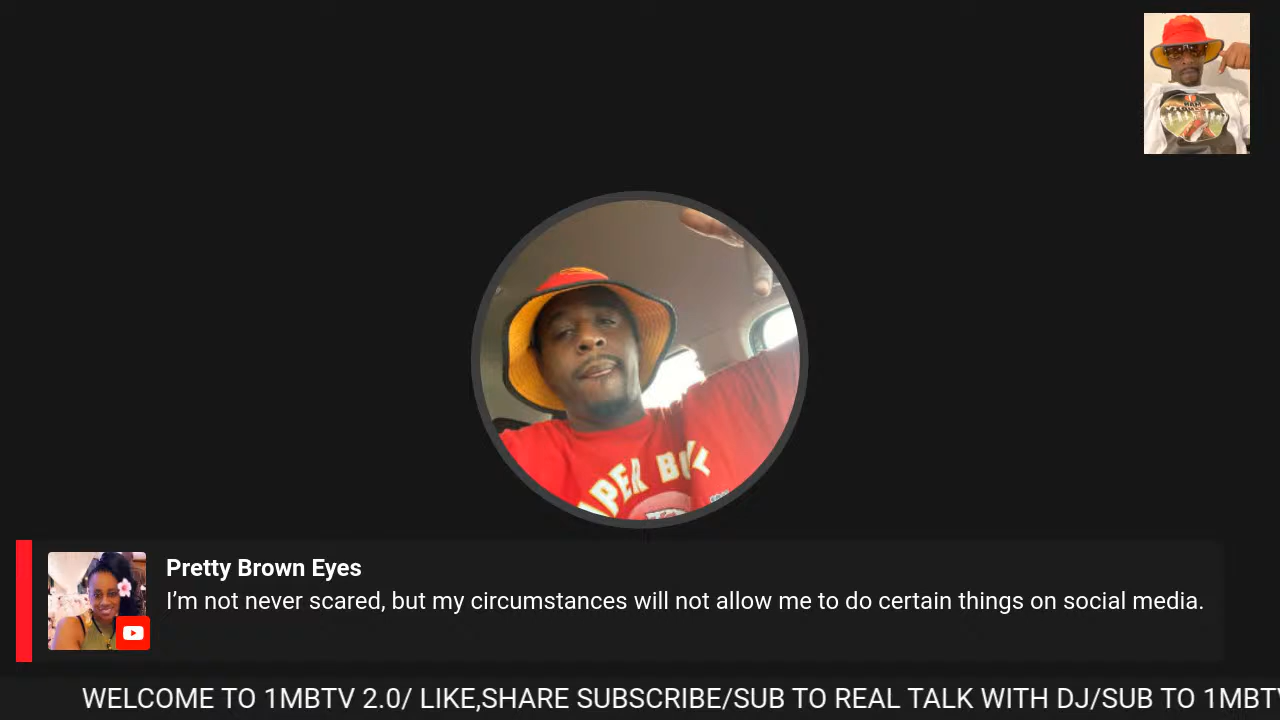 Pretty Brown Eyes
I’m not never scared, but my circumstances will not allow me to do certain things on social media.
WELCOME TO 1MBTV 2.0/ LIKE,SHARE SUBSCRIBE/SUB TO REAL TALK WITH DJ/SUB TO 1MBTV